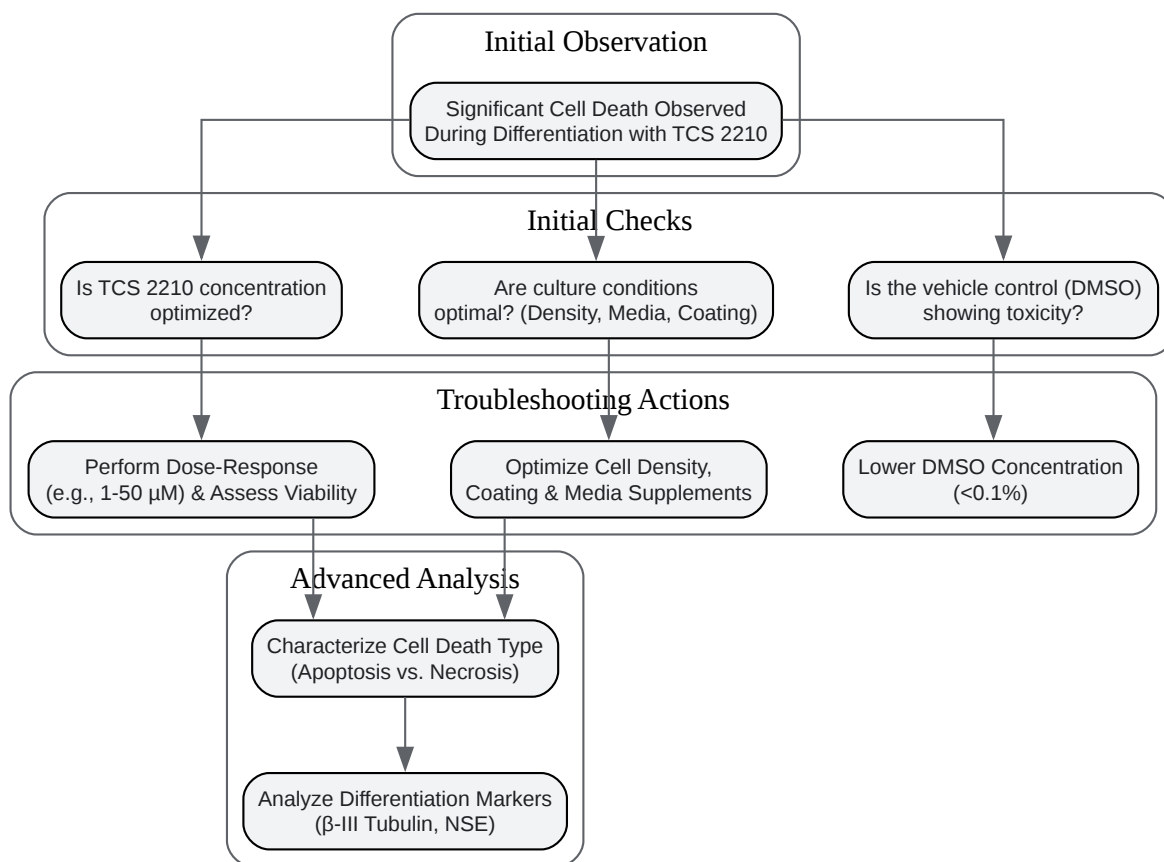 Initial Observation
Significant Cell Death Observed
During Differentiation with TCS 2210
Initial Checks
Is TCS 2210 concentration
optimized?
Are culture conditions
optimal? (Density, Media, Coating)
Is the vehicle control (DMSO)
showing toxicity?
Troubleshooting Actions
Perform Dose-Response
(e.g., 1-50 µM) & Assess Viability
Optimize Cell Density,
Coating & Media Supplements
Lower DMSO Concentration
(<0.1%)
Advanced Analysis
Characterize Cell Death Type
(Apoptosis vs. Necrosis)
Analyze Differentiation Markers
(β-III Tubulin, NSE)